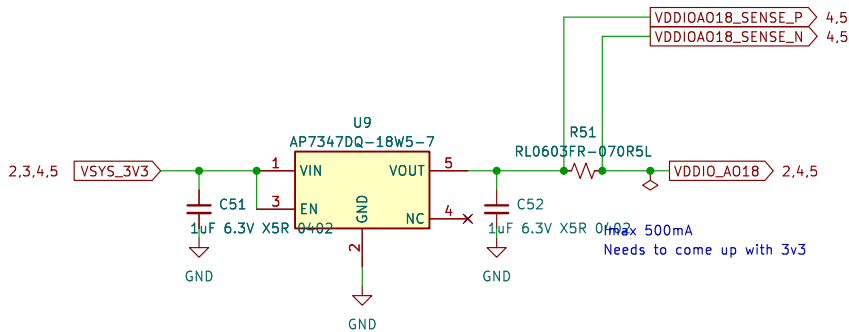 VDDIOAO18_SENSE_P 4,5
VDDIOAO18_SENSE_N 4,5
U9
AP7347DQ-18W5-7
R51
RL0603FR-070R5L
2,3,4,5 VSYS_3V3
1 VIN
VOUT 5
VDDIO_AO18 2,4,5
3 EN
GND
2
NC 4
C51
1uF 6.3V X5R 0402
C52
1uF 6.3V X5R 0402
Imax 500mA
Needs to come up with 3v3
GND
GND
GND